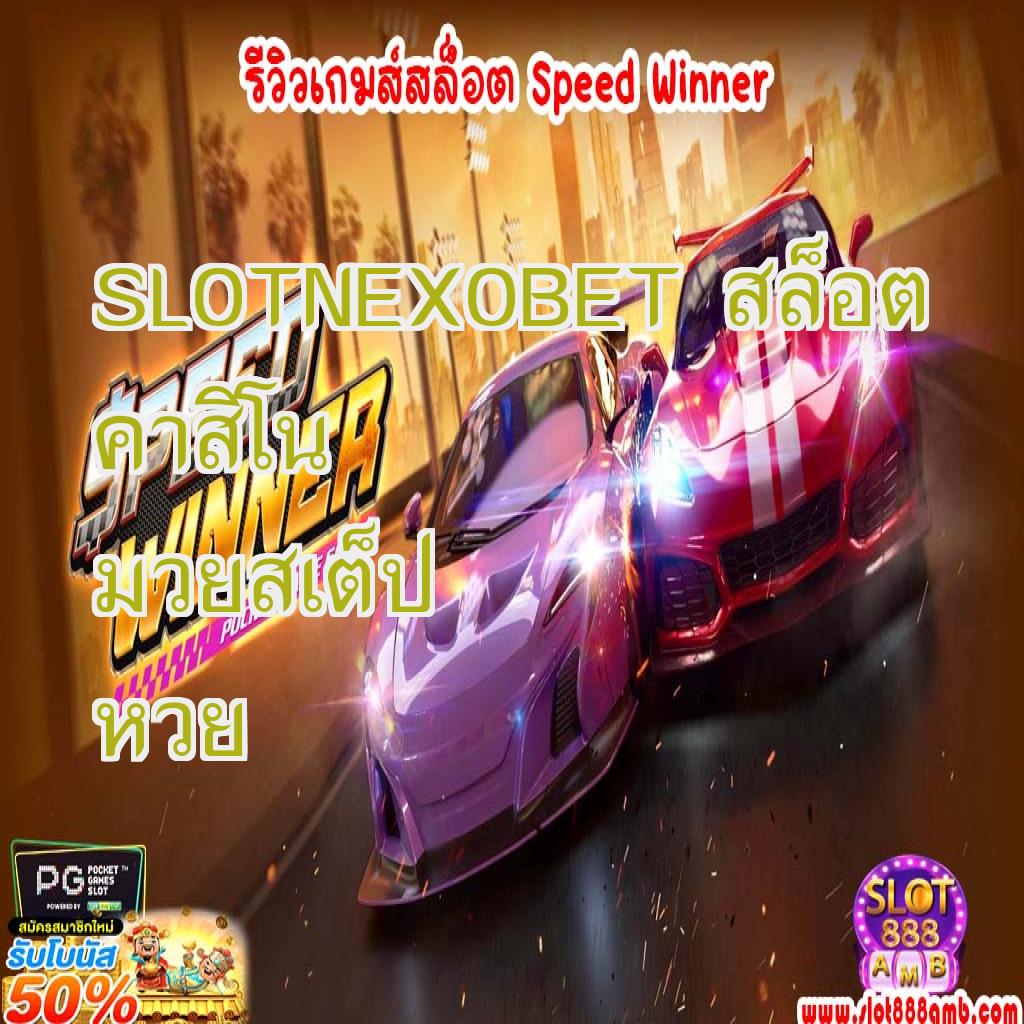 รีวิวเกมส์สล็อต Speed Winner
SLOTNEXOBET สล็อต
SPEED
คาสิโน
WINNER
มวยสเต็ป
หวย
PG POCKET GAMES SLOT
POWERED BY
สมัครสมาชิกใหม่
รับโบนัส
50%
SLOT
888
AMB
www.slot888amb.com